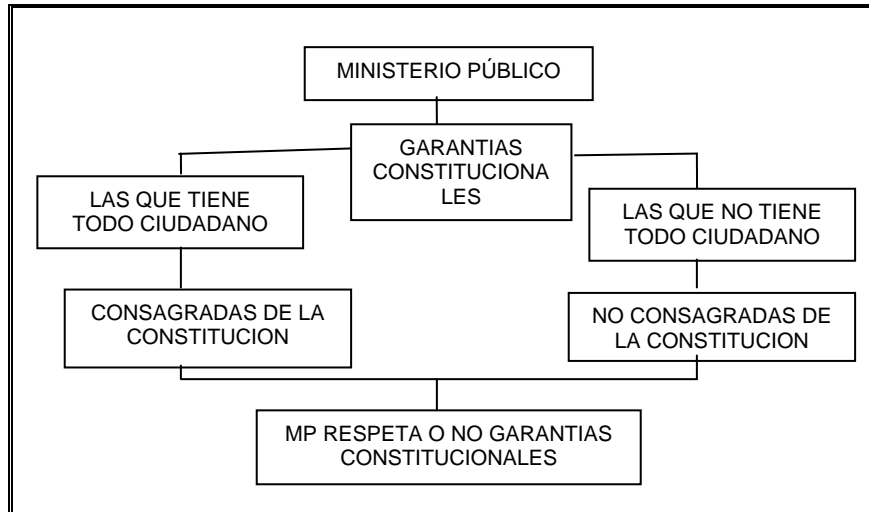 MINISTERIO PÚBLICO
GARANTIAS
CONSTITUCIONA
LES
LAS QUE TIENE
TODO CIUDADANO
LAS QUE NO TIENE
TODO CIUDADANO
CONSAGRADAS DE LA
CONSTITUCION
NO CONSAGRADAS DE
LA CONSTITUCION
MP RESPETA O NO GARANTIAS
CONSTITUCIONALES